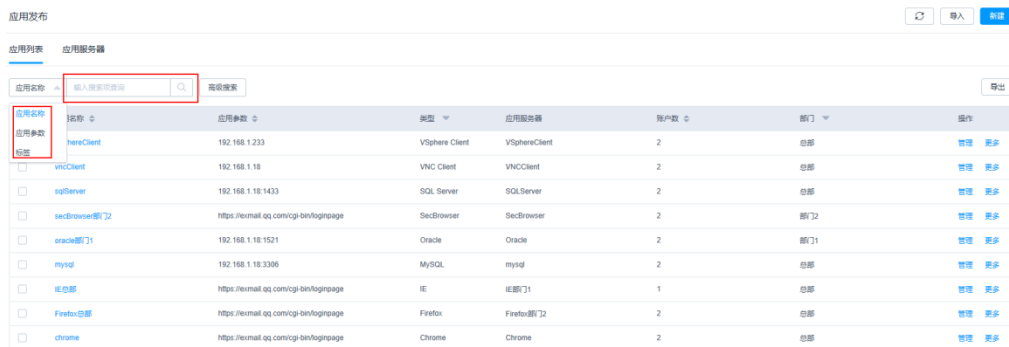 应用发布 导入 新建
应用列表 应用服务器
应用名称 输入搜索项查询 高级搜索 导出
应用名称 名称 应用参数 类型 应用服务器 账户数 部门 操作
应用参数
hereClient 192.168.1.233 VSphere Client VSphereClient 2 总部 管理 更多
标签
vncClient 192.168.1.18 VNC Client VNCClient 2 总部 管理 更多
sqlServer 192.168.1.18:1433 SQL Server SQLServer 2 总部 管理 更多
secBrowser部门2 https://exmail.qq.com/cgi-bin/loginpage SecBrowser SecBrowser 2 部门2 管理 更多
oracle部门1 192.168.1.18:1521 Oracle Oracle 2 部门1 管理 更多
mysql 192.168.1.18:3306 MySQL mysql 2 总部 管理 更多
IE总部 https://exmail.qq.com/cgi-bin/loginpage IE IE部门1 1 总部 管理 更多
Firefox总部 https://exmail.qq.com/cgi-bin/loginpage Firefox Firefox部门2 2 总部 管理 更多
chrome https://exmail.qq.com/cgi-bin/loginpage Chrome Chrome 2 总部 管理 更多